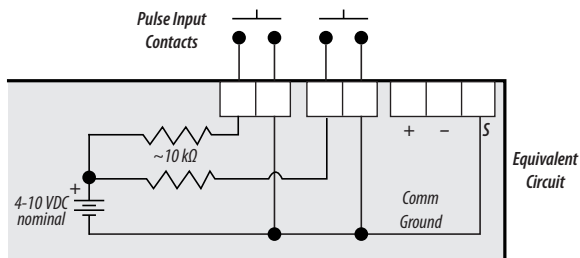 Pulse Input
Contacts
~10 kΩ
+ – S
Equivalent
Circuit
+
4-10 VDC
nominal
Comm
Ground